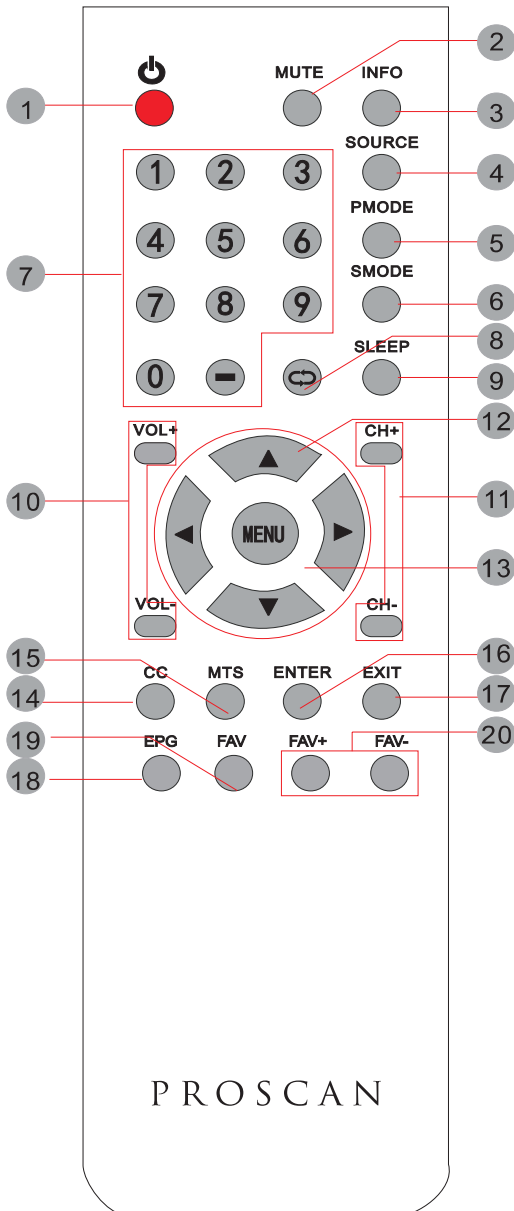 2
MUTE INFO
1
3
SOURCE
1 2 3
4
PMODE
4 5 6
5
7
SMODE
7 8 9
6
8
SLEEP
0 -
9
12
VOL+ CH+
10
MENU
11
13
VOL- CH-
15
16
CC MTS ENTER EXIT
14
17
19
20
EPG FAV FAV+ FAV-
18
PROSCAN